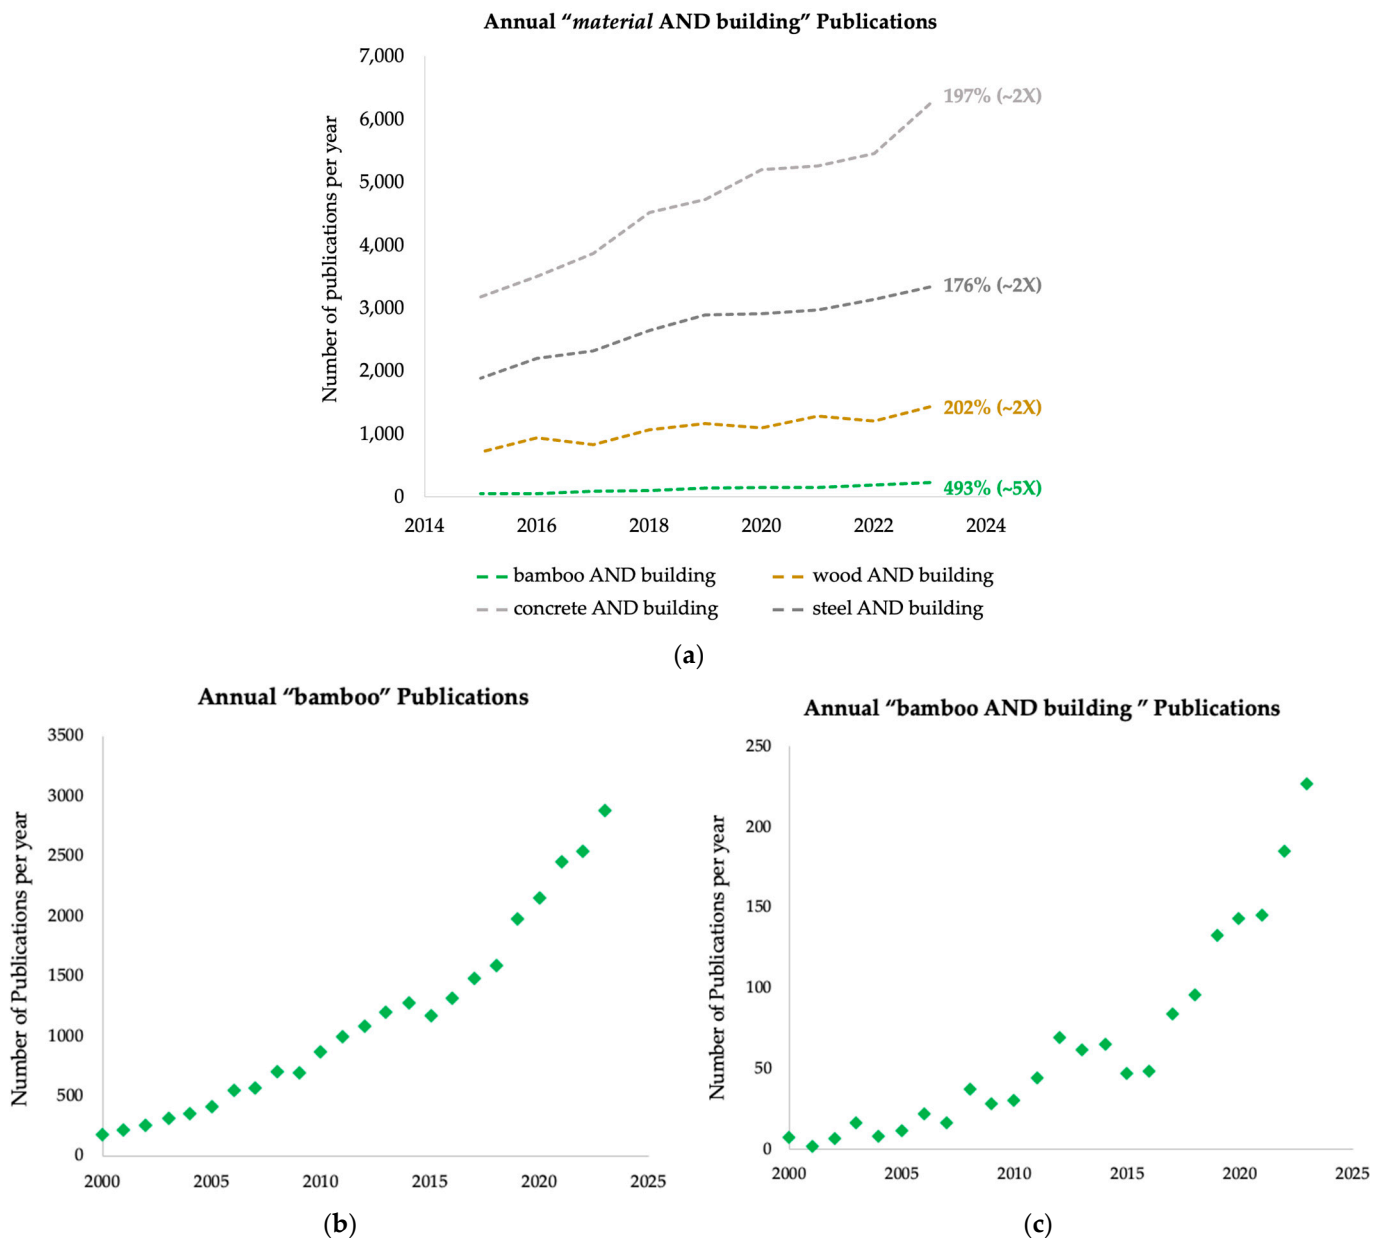 Annual “material AND building” Publications
Number of publications per year
7,000
6,000
5,000
4,000
3,000
2,000
1,000
0
197% (~2X)
176% (~2X)
202% (~2X)
493% (~5X)
2014 2016 2018 2020 2022 2024
bamboo AND building wood AND building
concrete AND building steel AND building
(a)
Annual “bamboo” Publications
Number of Publications per year
3500
3000
2500
2000
1500
1000
500
0
2000 2005 2010 2015 2020 2025
(b)
Annual “bamboo AND building ” Publications
Number of Publications per year
250
200
150
100
50
0
2000 2005 2010 2015 2020 2025
(c)